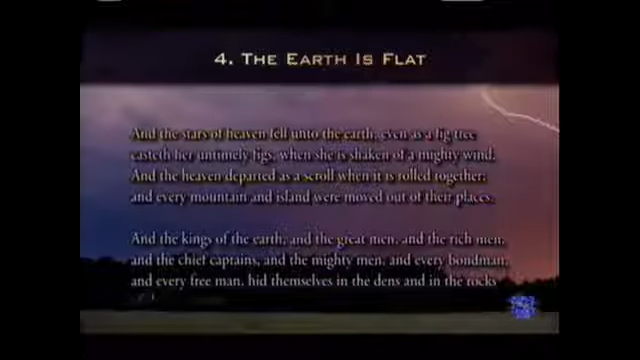 4. THE EARTH IS FLAT
And the stars of heaven fell unto the earth, even as a fig tree
casteth her untimely figs, when she is shaken of a mighty wind.
And the heaven departed as a scroll when it is rolled together;
and every mountain and island were moved out of their places.
And the kings of the earth, and the great men, and the rich men,
and the chief captains, and the mighty men, and every bondman,
and every free man, hid themselves in the dens and in the rocks